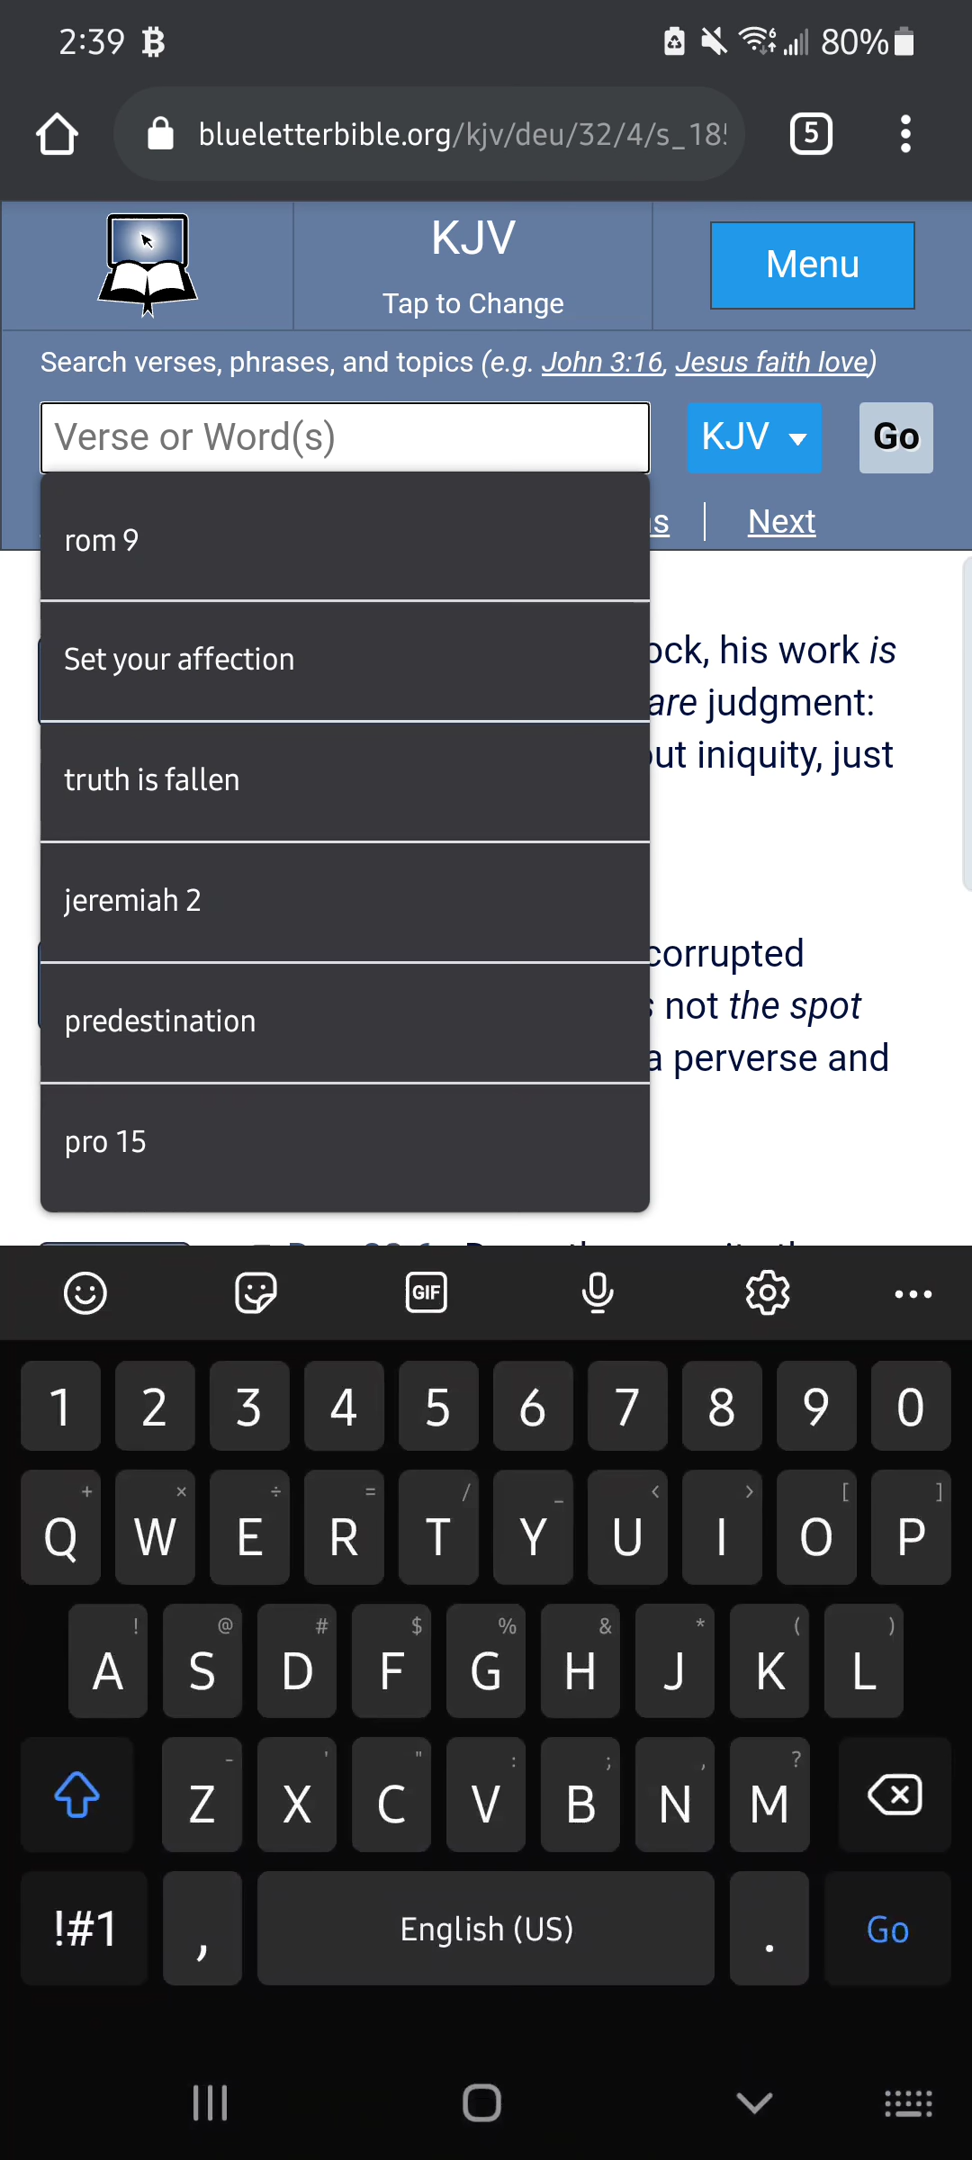 2:39 80%
blueletterbible.org/kjv/deu/32/4/s_18
5
KJV
Tap to Change
Menu
Search verses, phrases, and topics (e.g. John 3:16, Jesus faith love)
Verse or Word(s)
KJV
Go
s | Next
rom 9
Set your affection
truth is fallen
jeremiah 2
predestination
pro 15
ock, his work is
are judgment:
out iniquity, just
corrupted
not the spot
a perverse and
GIF
1 2 3 4 5 6 7 8 9 0
+ × ÷ = / _ < > [ ]
Q W E R T Y U I O P
! @ # $ % & * ( )
A S D F G H J K L
- ' " : ; , ?
Z X C V B N M
!#1 , English (US) . Go